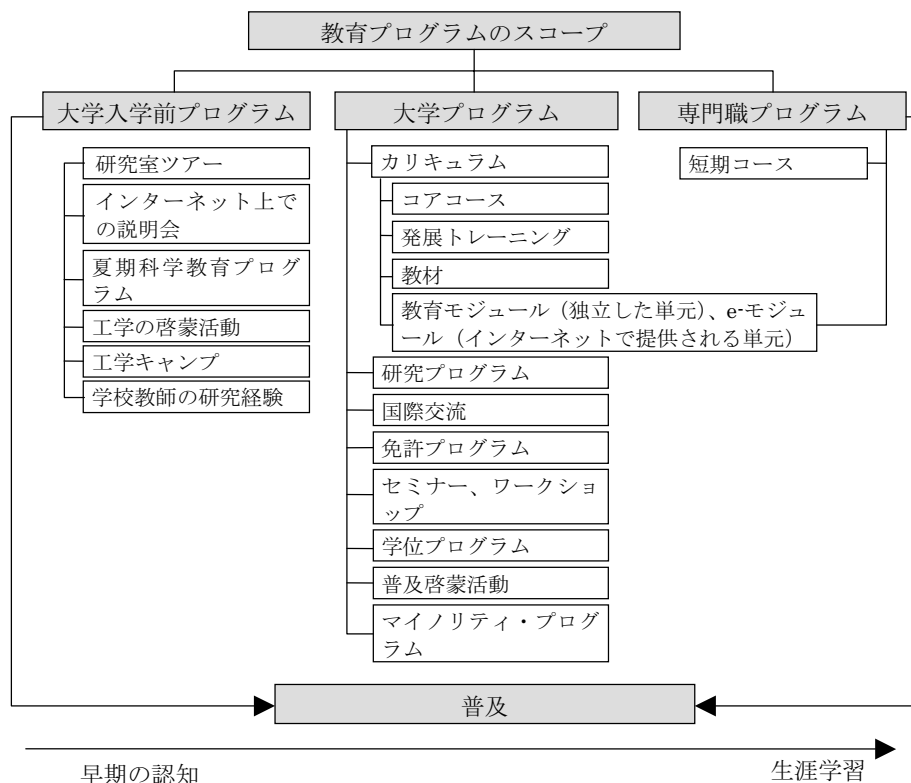 教育プログラムのスコープ
大学入学前プログラム
研究室ツアー
インターネット上で
の説明会
夏期科学教育プログ
ラム
工学の啓蒙活動
工学キャンプ
学校教師の研究経験
大学プログラム
カリキュラム
コアコース
発展トレーニング
教材
教育モジュール（独立した単元）、e-モジュ
ール（インターネットで提供される単元）
研究プログラム
国際交流
免許プログラム
セミナー、ワークショ
ップ
学位プログラム
普及啓蒙活動
マイノリティ・プログ
ラム
専門職プログラム
短期コース
普及
早期の認知
生涯学習